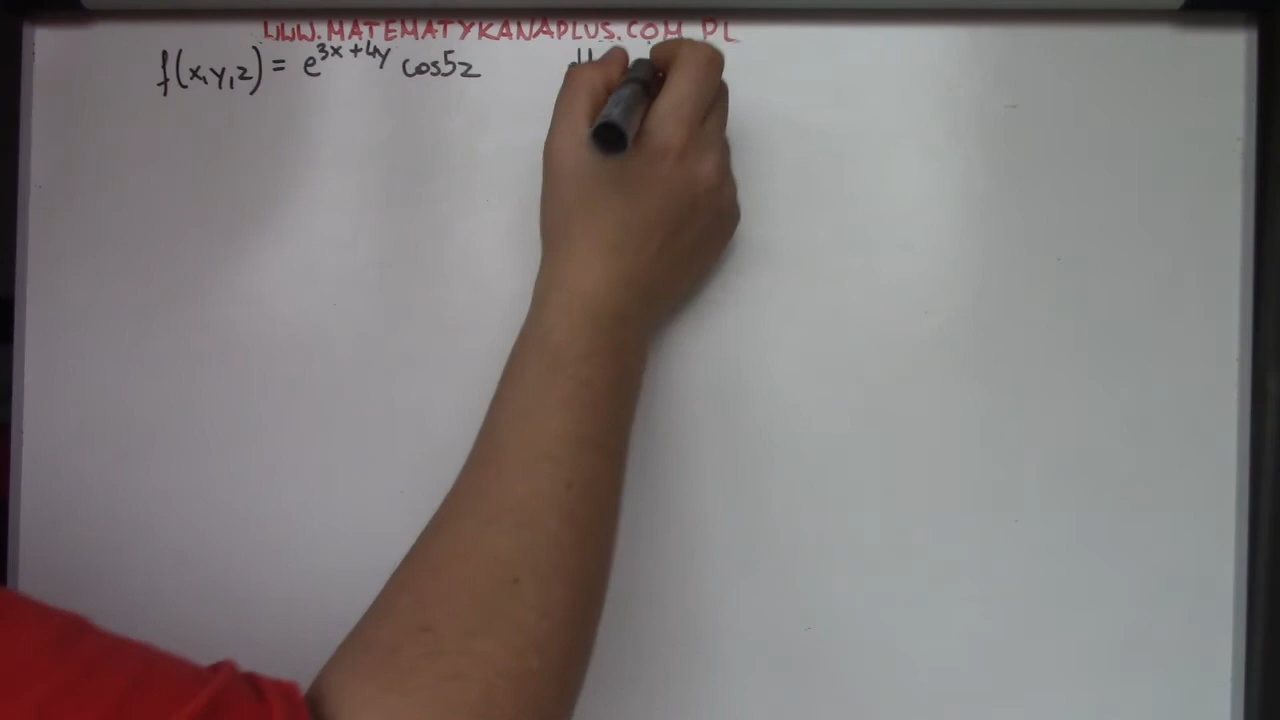 WWW.MATEMATYKANAPLUS.COM.PL
f(x,y,z) = e^{3x+4y} cos5z